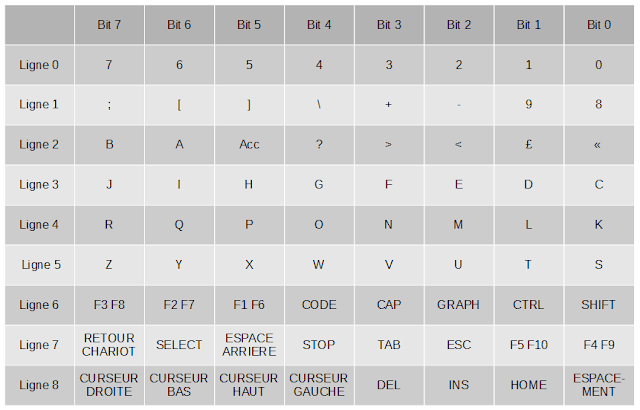 Bit 7 Bit 6 Bit 5 Bit 4 Bit 3 Bit 2 Bit 1 Bit 0
Ligne 0 7 6 5 4 3 2 1 0
Ligne 1 ; [ ] \ + - 9 8
Ligne 2 B A Acc ? > < £ «
Ligne 3 J I H G F E D C
Ligne 4 R Q P O N M L K
Ligne 5 Z Y X W V U T S
Ligne 6 F3 F8 F2 F7 F1 F6 CODE CAP GRAPH CTRL SHIFT
Ligne 7 RETOUR CHARIOT SELECT ESPACE ARRIERE STOP TAB ESC F5 F10 F4 F9
Ligne 8 CURSEUR DROITE CURSEUR BAS CURSEUR HAUT CURSEUR GAUCHE DEL INS HOME ESPACE-MENT